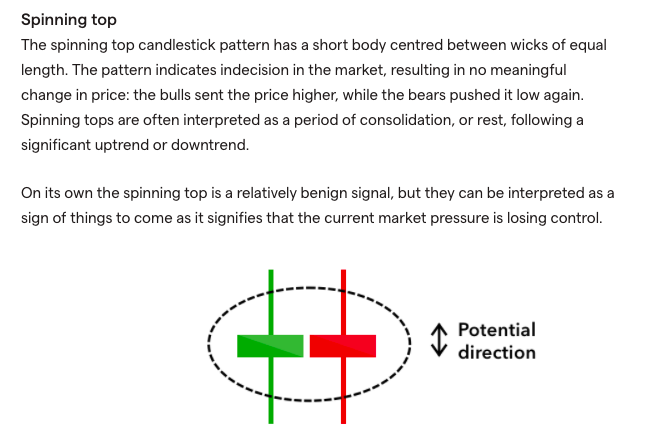 Spinning top
The spinning top candlestick pattern has a short body centred between wicks of equal
length. The pattern indicates indecision in the market, resulting in no meaningful
change in price: the bulls sent the price higher, while the bears pushed it low again.
Spinning tops are often interpreted as a period of consolidation, or rest, following a
significant uptrend or downtrend.
On its own the spinning top is a relatively benign signal, but they can be interpreted as a
sign of things to come as it signifies that the current market pressure is losing control.
Potential
direction